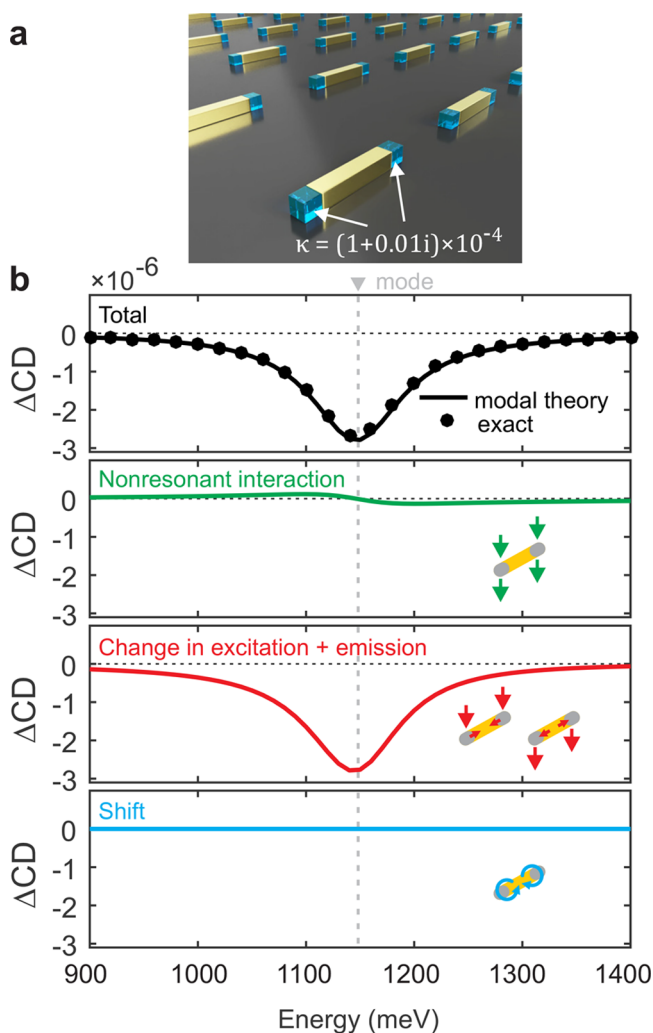 a
κ = (1+0.01i)×10⁻⁴
b
×10⁻⁶
mode
Total
0
-1
-2
-3
ΔCD
modal theory
exact
Nonresonant interaction
0
-1
-2
-3
ΔCD
Change in excitation + emission
0
-1
-2
-3
ΔCD
Shift
0
-1
-2
-3
ΔCD
900 1000 1100 1200 1300 1400
Energy (meV)